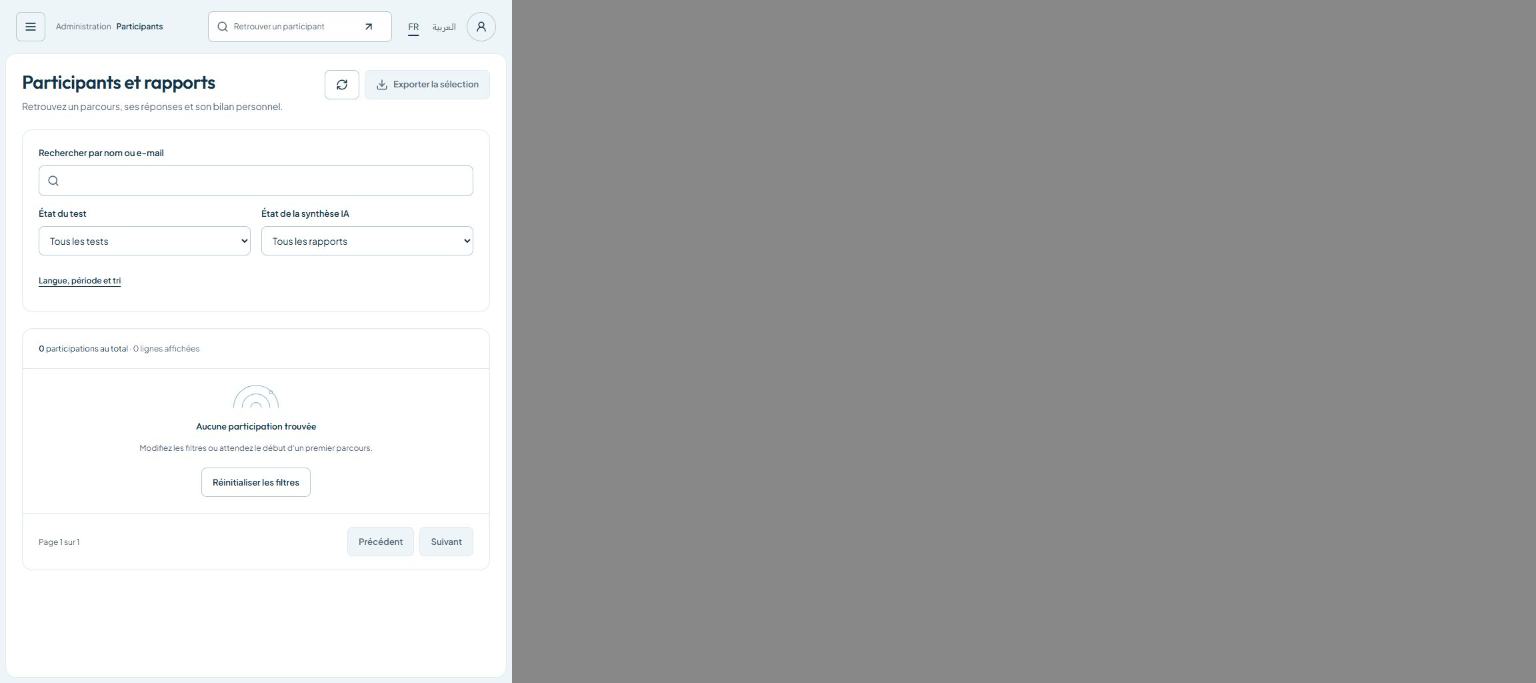 Administration Participants
Retrouver un participant
FR
العربية
Participants et rapports
Exporter la sélection
Retrouvez un parcours, ses réponses et son bilan personnel.
Rechercher par nom ou e-mail
État du test
État de la synthèse IA
Tous les tests
Tous les rapports
Langue, période et tri
0 participations au total · 0 lignes affichées
Aucune participation trouvée
Modifiez les filtres ou attendez le début d'un premier parcours.
Réinitialiser les filtres
Page 1 sur 1
Précédent
Suivant